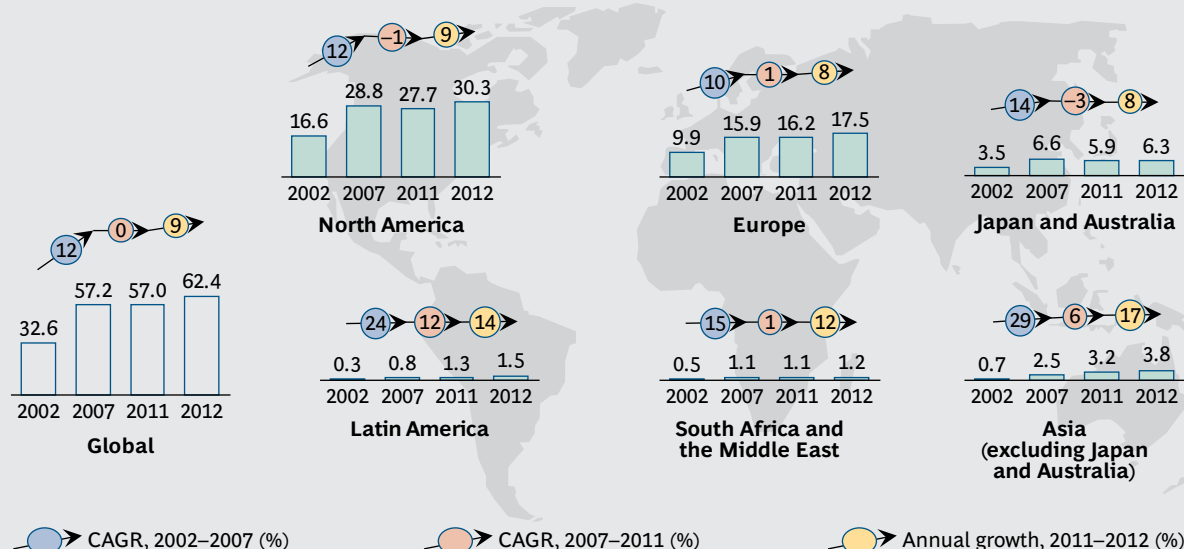 12 –1 9
16.6 28.8 27.7 30.3
2002 2007 2011 2012
North America
10 1 8
9.9 15.9 16.2 17.5
2002 2007 2011 2012
Europe
14 –3 8
3.5 6.6 5.9 6.3
2002 2007 2011 2012
Japan and Australia
12 0 9
32.6 57.2 57.0 62.4
2002 2007 2011 2012
Global
24 12 14
0.3 0.8 1.3 1.5
2002 2007 2011 2012
Latin America
15 1 12
0.5 1.1 1.1 1.2
2002 2007 2011 2012
South Africa and
the Middle East
29 6 17
0.7 2.5 3.2 3.8
2002 2007 2011 2012
Asia
(excluding Japan
and Australia)
CAGR, 2002–2007 (%)
CAGR, 2007–2011 (%)
Annual growth, 2011–2012 (%)